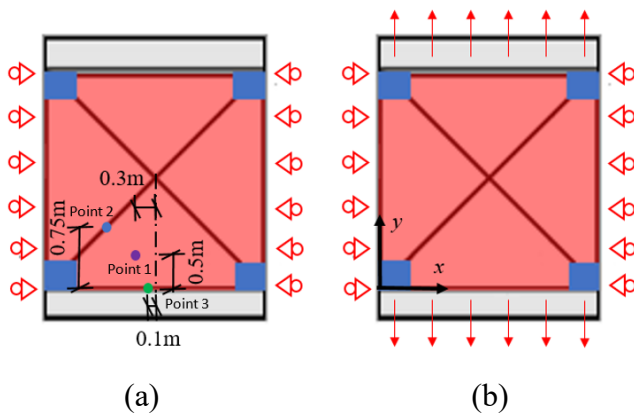 0.3m
Point 2
0.75m
Point 1
0.5m
Point 3
0.1m
y
x
(a)
(b)